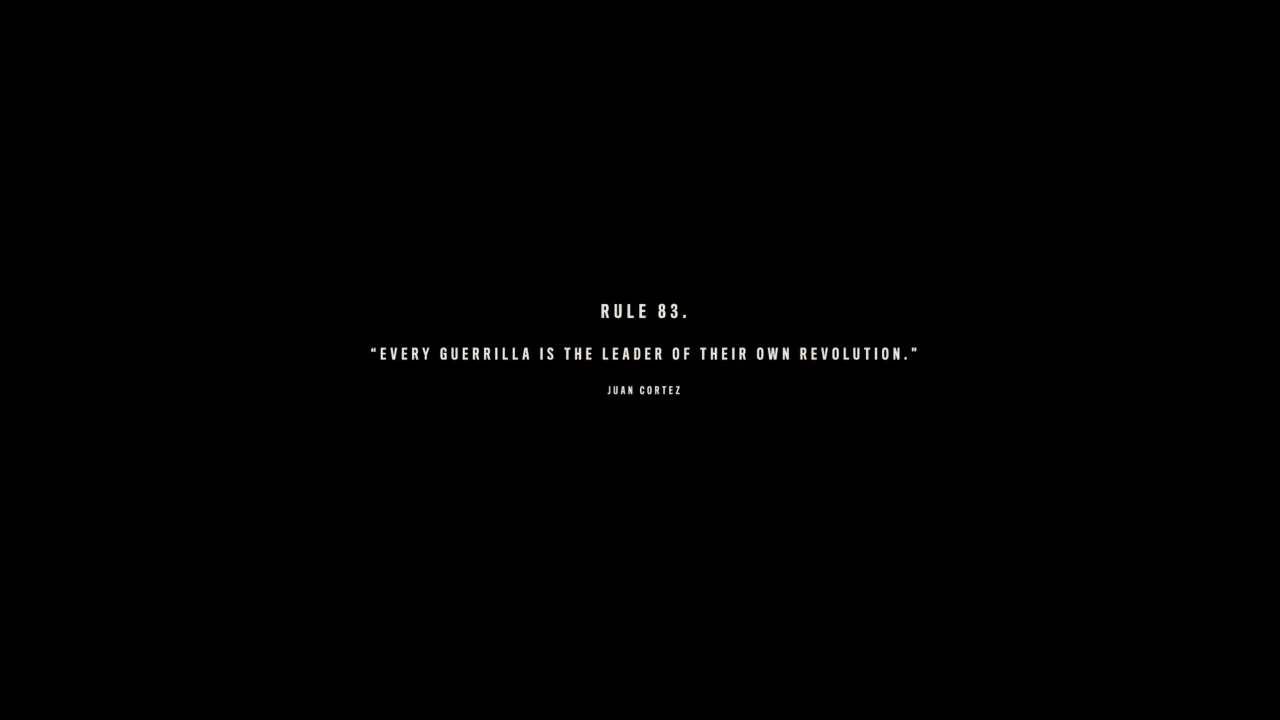 RULE 83.
“EVERY GUERRILLA IS THE LEADER OF THEIR OWN REVOLUTION.”
JUAN CORTEZ